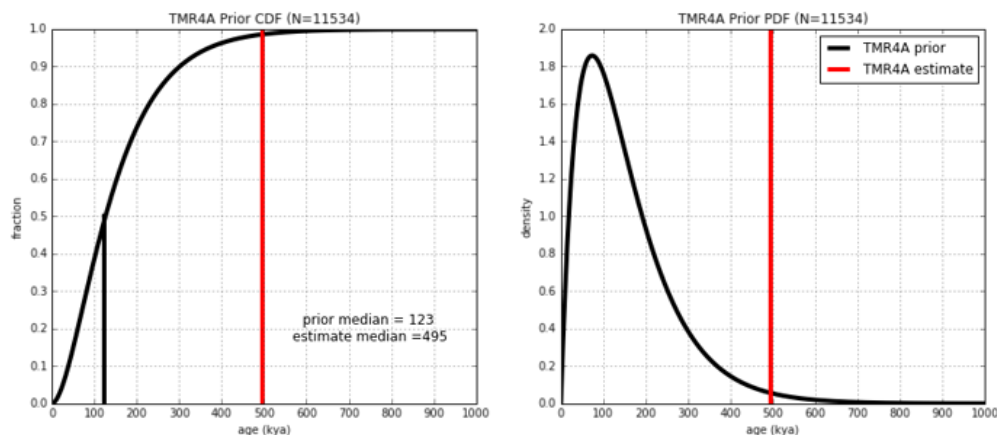 TMR4A Prior CDF (N=11534)
1.0
0.9
0.8
0.7
0.6
0.5
0.4
0.3
0.2
0.1
0.0
fraction
prior median = 123
estimate median =495
0 100 200 300 400 500 600 700 800 900 1000
age (kya)
TMR4A Prior PDF (N=11534)
TMR4A prior
TMR4A estimate
2.0
1.8
1.6
1.4
1.2
1.0
0.8
0.6
0.4
0.2
0.0
density
0 100 200 300 400 500 600 700 800 900 1000
age (kya)